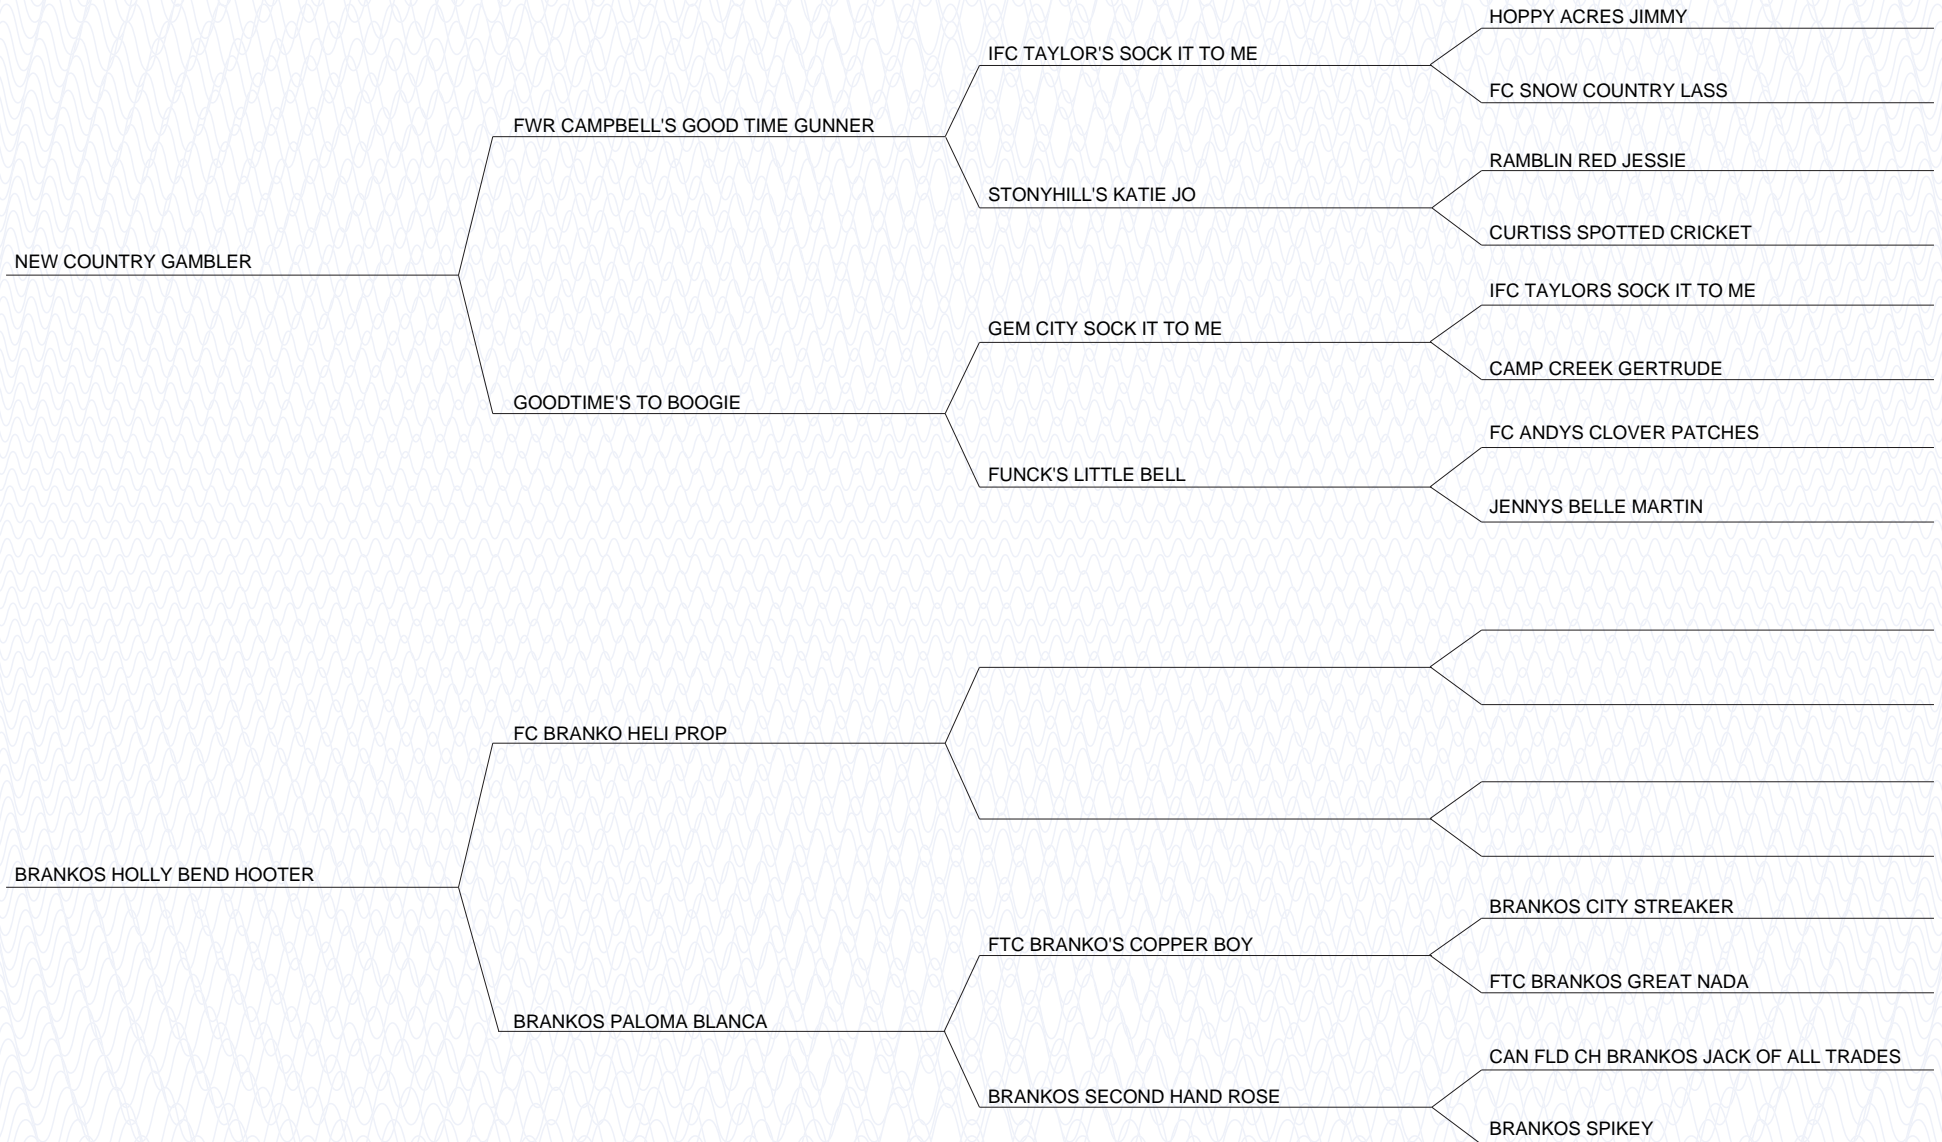 HOPPY ACRES JIMMY
IFC TAYLOR'S SOCK IT TO ME
FC SNOW COUNTRY LASS
FWR CAMPBELL'S GOOD TIME GUNNER
RAMBLIN RED JESSIE
STONYHILL'S KATIE JO
CURTISS SPOTTED CRICKET
NEW COUNTRY GAMBLER
IFC TAYLORS SOCK IT TO ME
GEM CITY SOCK IT TO ME
CAMP CREEK GERTRUDE
GOODTIME'S TO BOOGIE
FC ANDYS CLOVER PATCHES
FUNCK'S LITTLE BELL
JENNYS BELLE MARTIN
FC BRANKO HELI PROP
BRANKOS HOLLY BEND HOOTER
BRANKOS CITY STREAKER
FTC BRANKO'S COPPER BOY
FTC BRANKOS GREAT NADA
BRANKOS PALOMA BLANCA
CAN FLD CH BRANKOS JACK OF ALL TRADES
BRANKOS SECOND HAND ROSE
BRANKOS SPIKEY